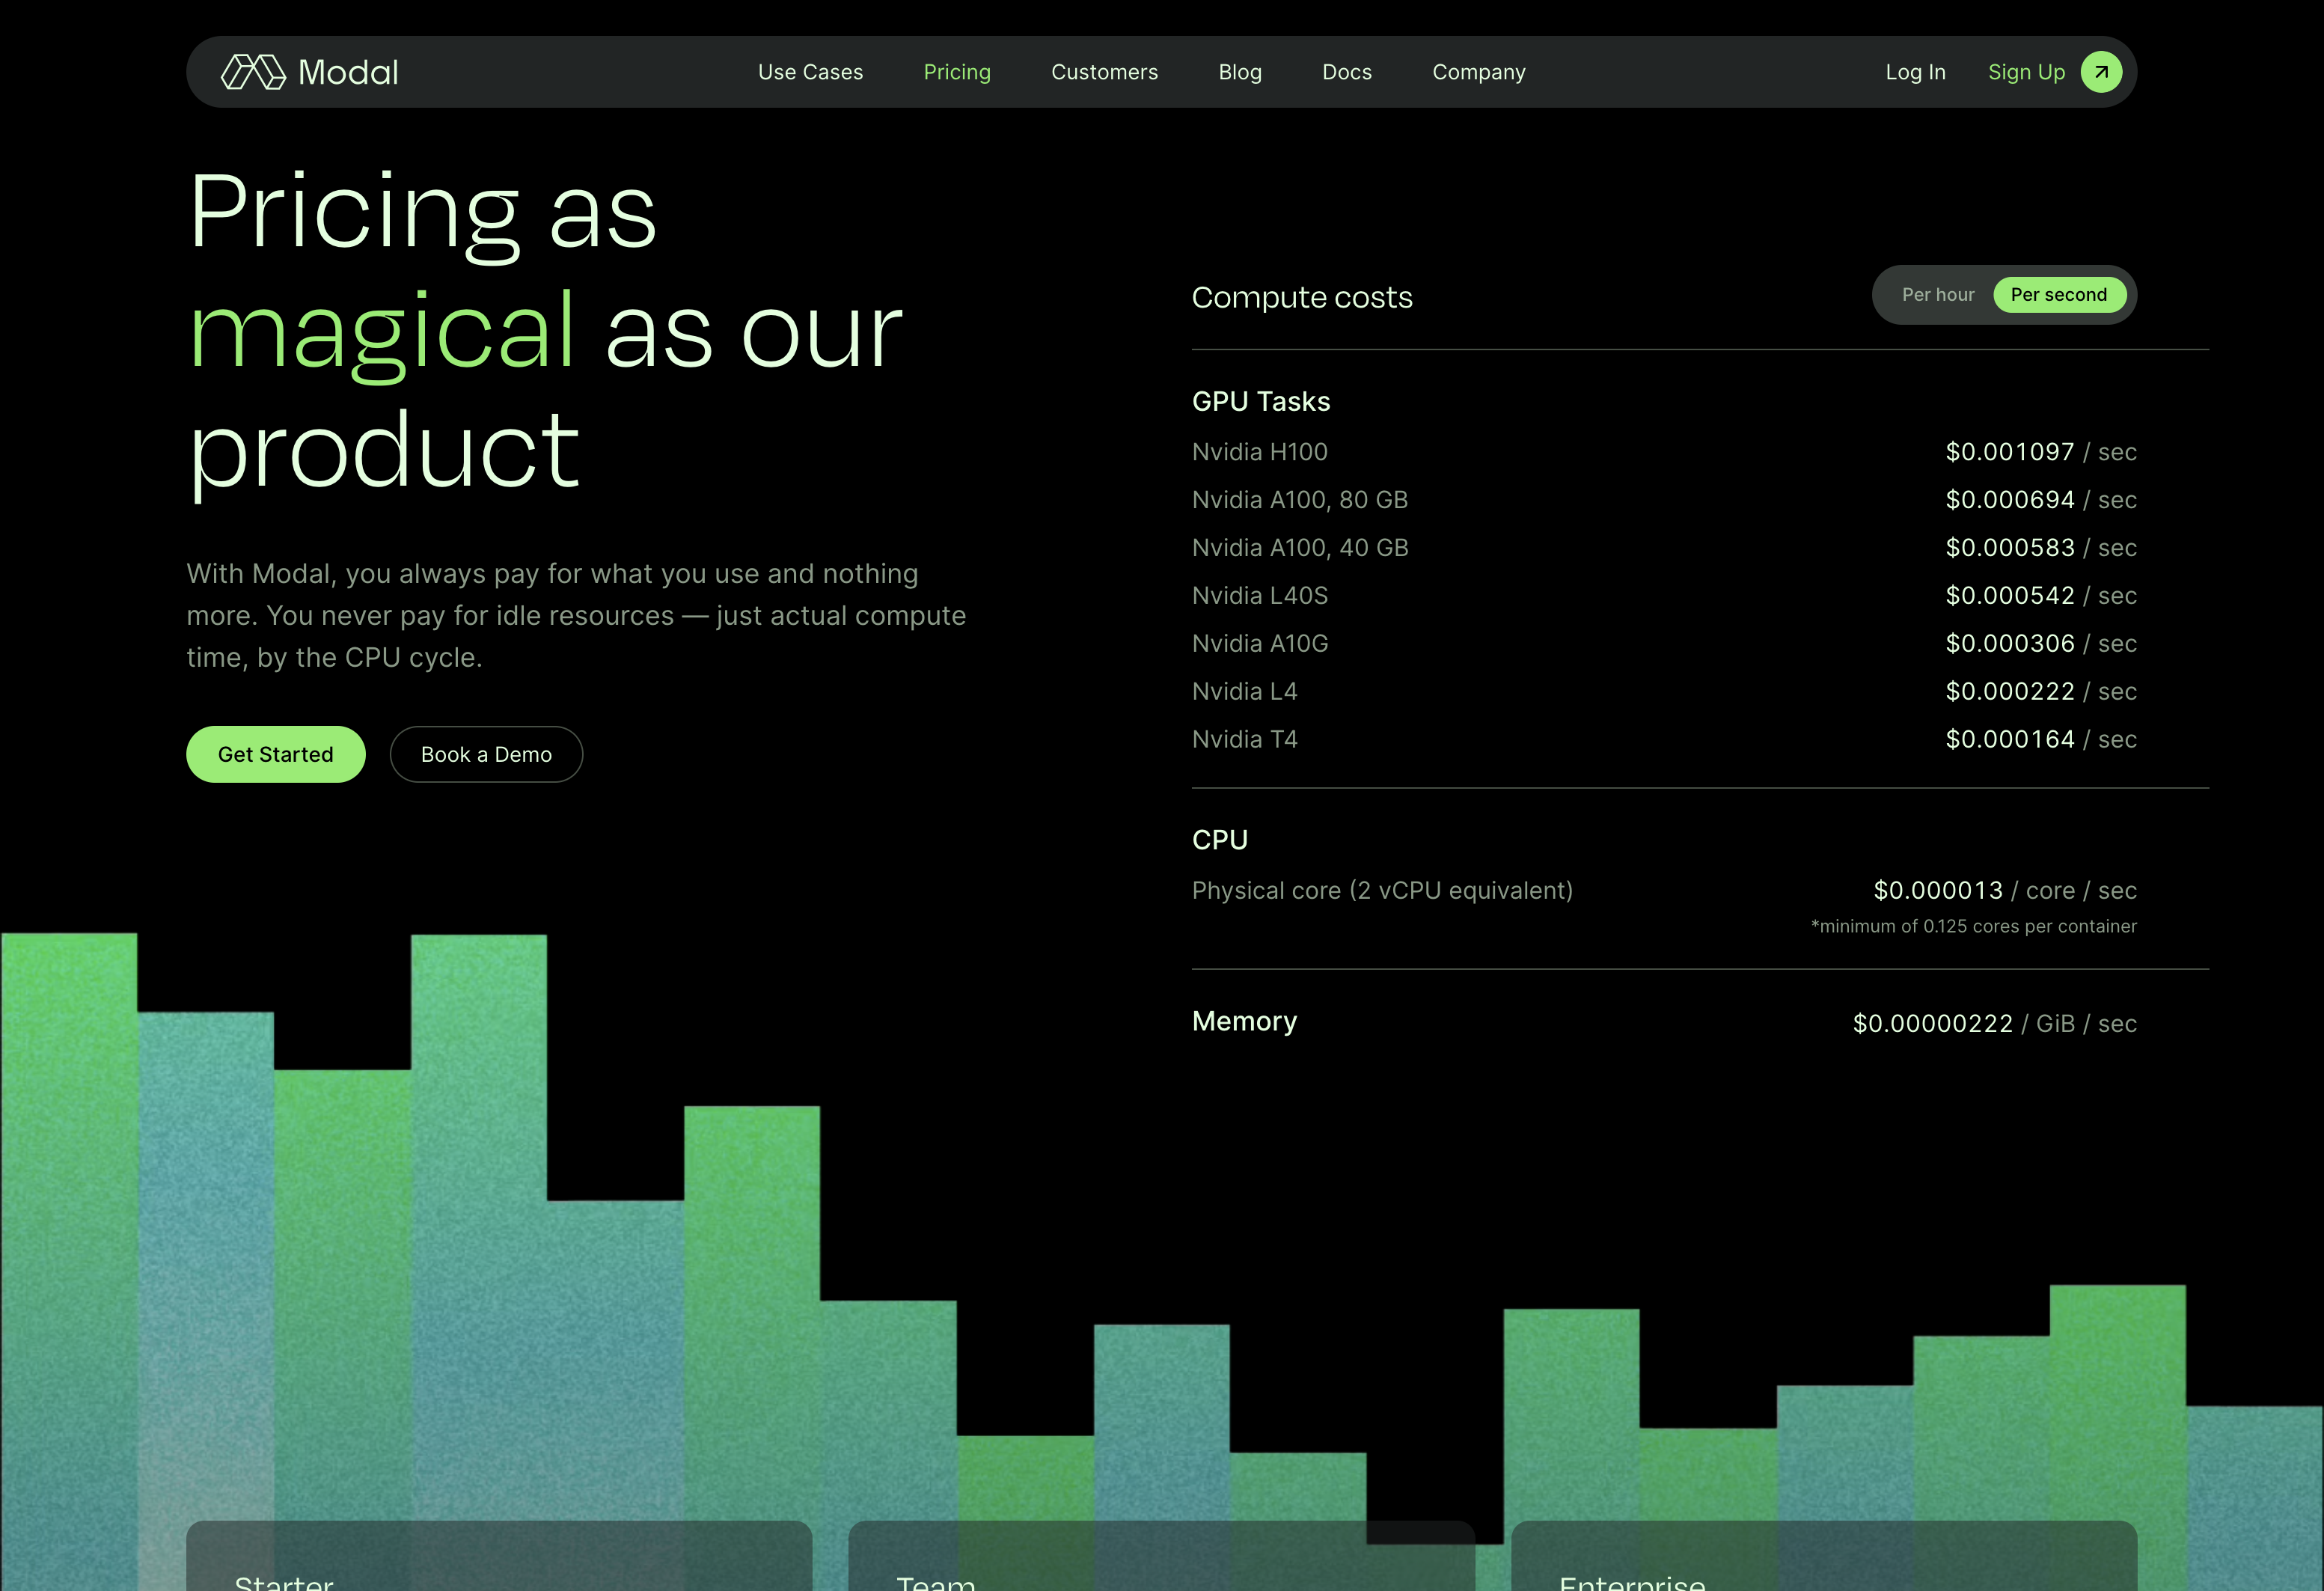 Modal
Use Cases
Pricing
Customers
Blog
Docs
Company
Log In
Sign Up
Pricing as
magical as our
product
With Modal, you always pay for what you use and nothing
more. You never pay for idle resources — just actual compute
time, by the CPU cycle.
Get Started
Book a Demo
Compute costs
Per hour
Per second
GPU Tasks
Nvidia H100 $0.001097 / sec
Nvidia A100, 80 GB $0.000694 / sec
Nvidia A100, 40 GB $0.000583 / sec
Nvidia L40S $0.000542 / sec
Nvidia A10G $0.000306 / sec
Nvidia L4 $0.000222 / sec
Nvidia T4 $0.000164 / sec
CPU
Physical core (2 vCPU equivalent) $0.000013 / core / sec
*minimum of 0.125 cores per container
Memory $0.00000222 / GiB / sec
Starter
Team
Enterprise